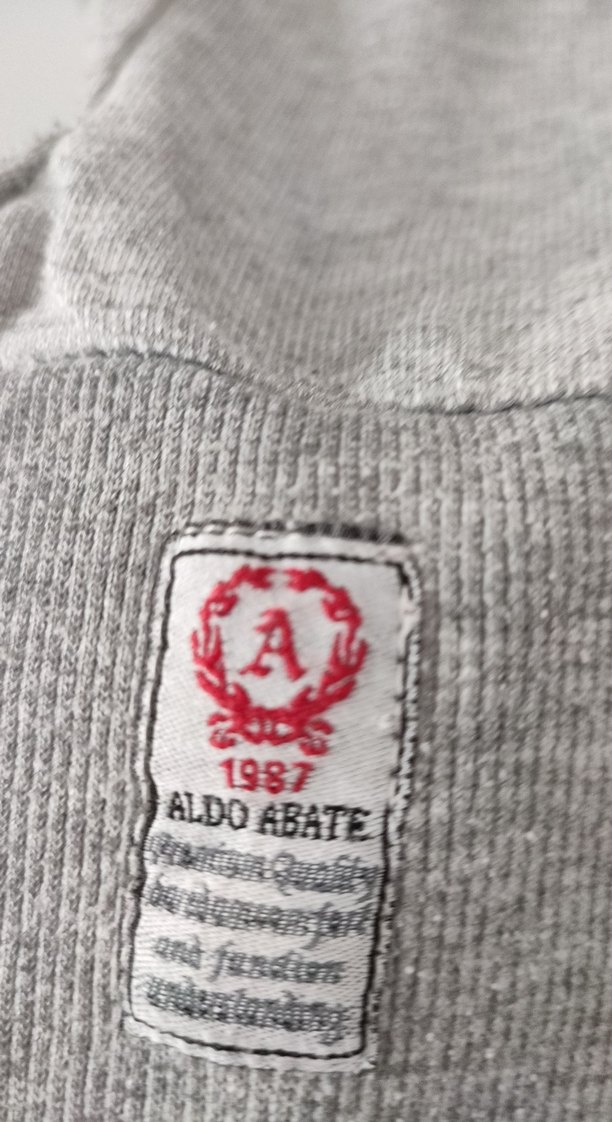 A
1987
ALDO ABATE
Premium Quality
and function
understanding